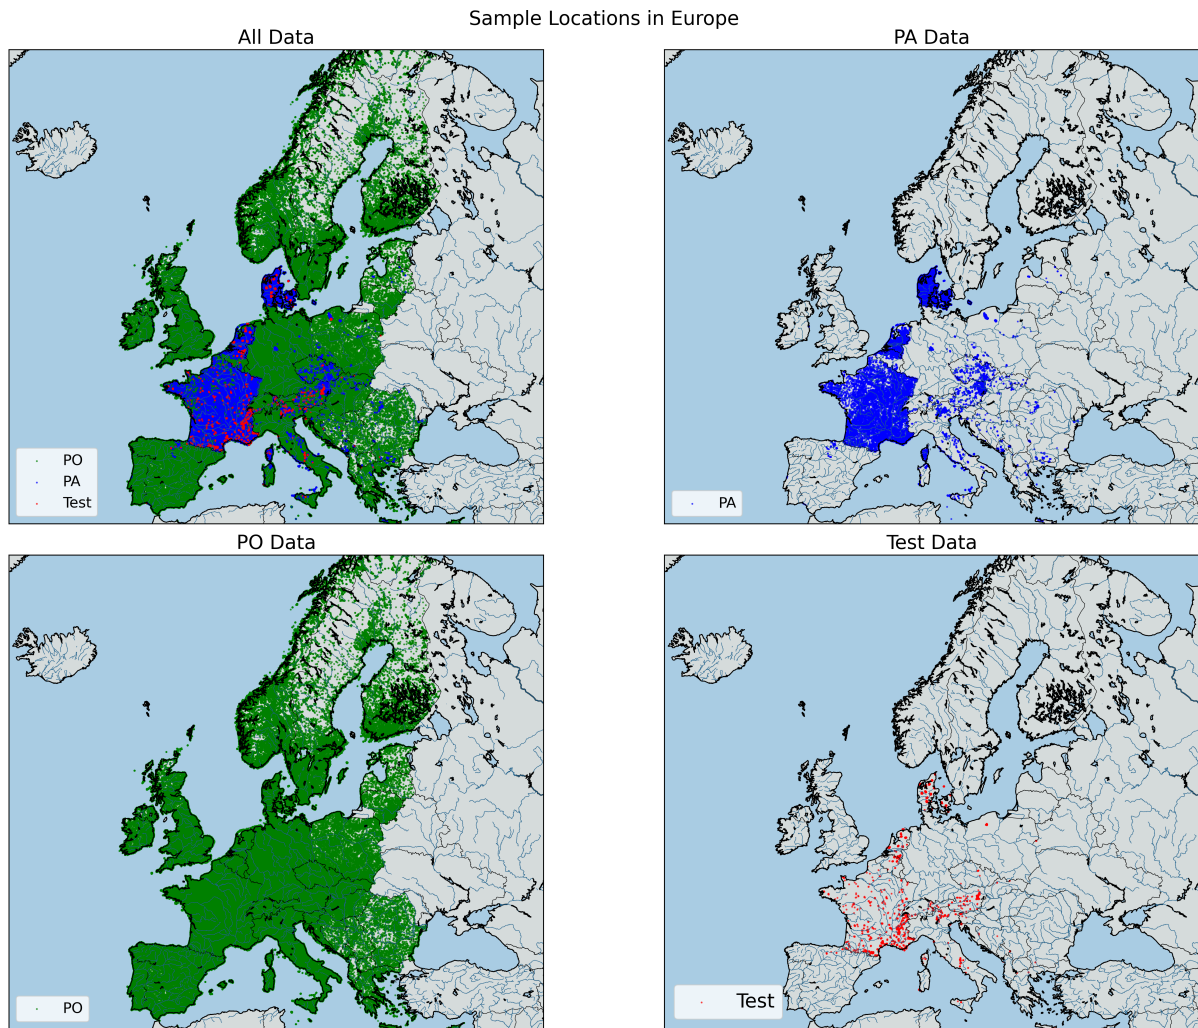 Sample Locations in Europe
All Data
PA Data
PO
PA
Test
PA
PO Data
Test Data
PO
Test